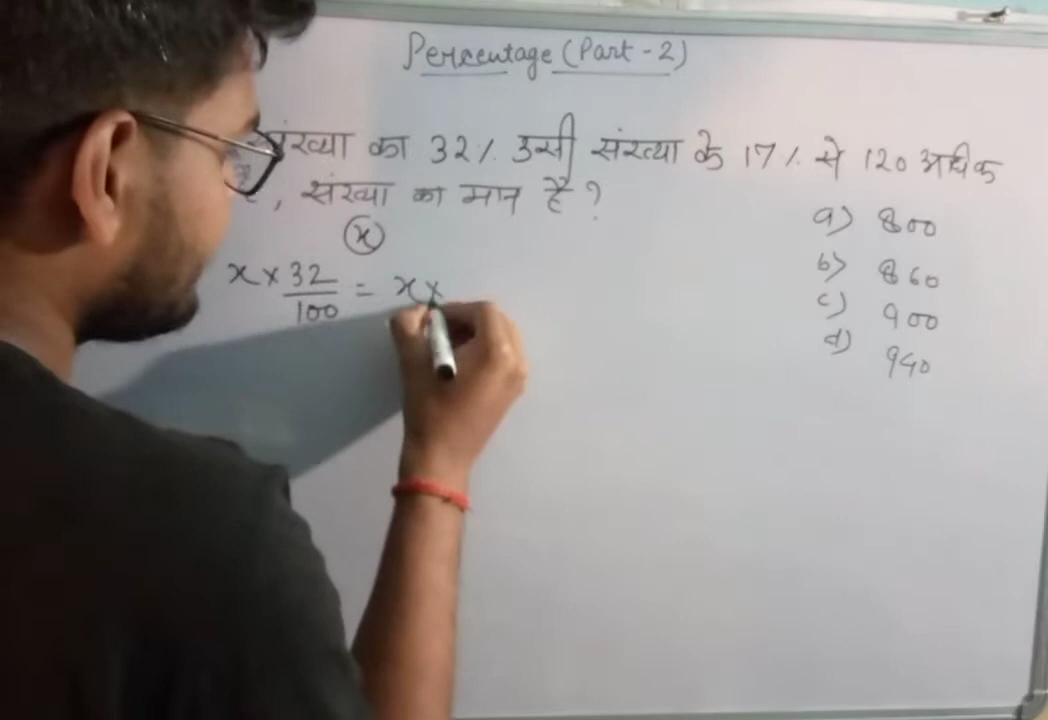 Percentage (Part - 2)
संख्या का 32% उसी संख्या के 17% से 120 अधिक
है, संख्या का मान है ?
x
x × 32/100 = x ×
a) 800
b) 860
c) 900
d) 940